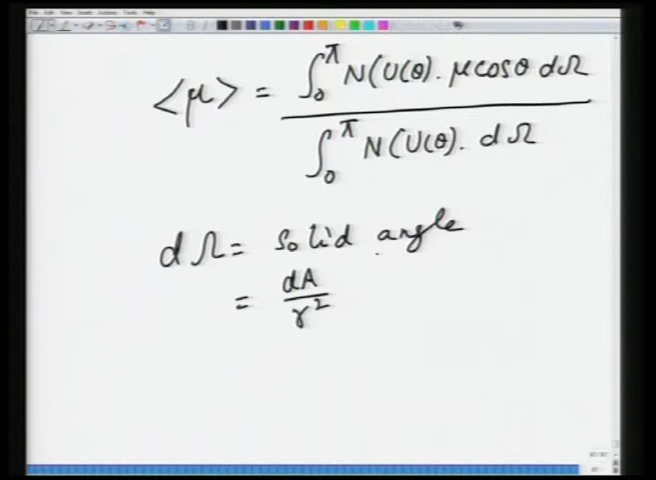 <μ> = ∫₀^π N(U(θ). μcosθ dΩ
∫₀^π N(U(θ). dΩ
dΩ = solid angle
= dA
r²